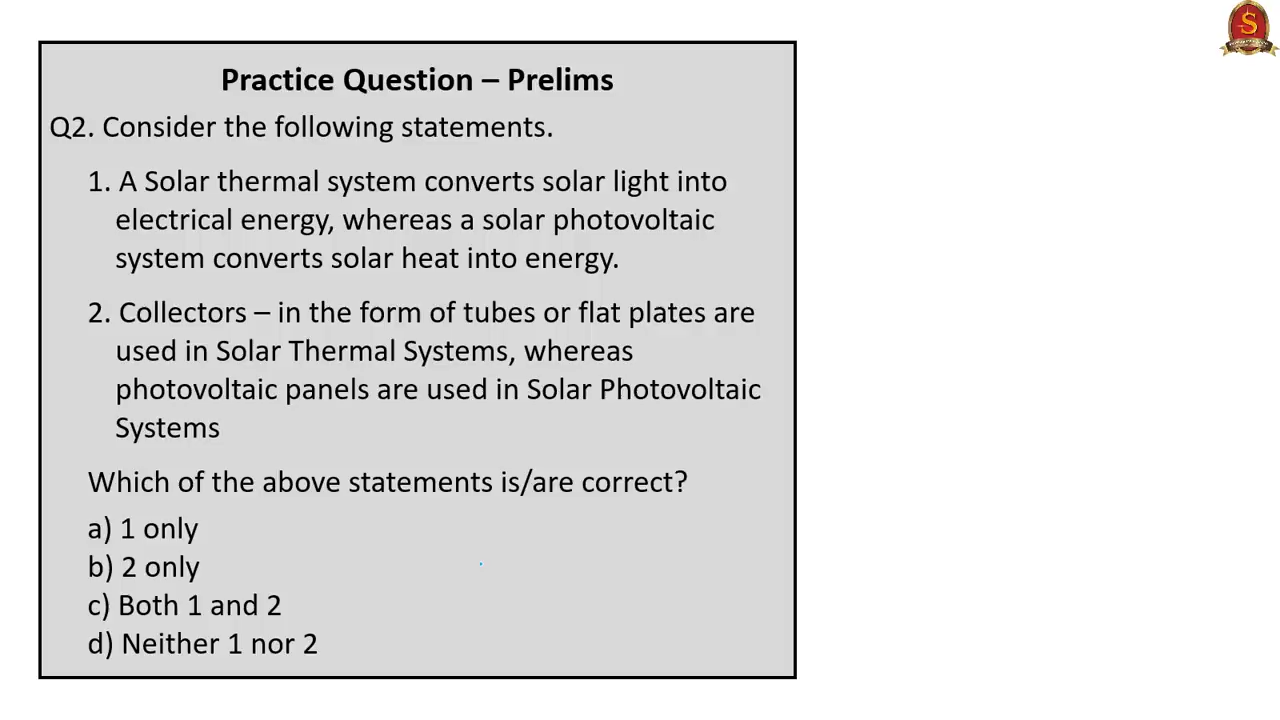 Practice Question – Prelims
Q2. Consider the following statements.
1. A Solar thermal system converts solar light into
electrical energy, whereas a solar photovoltaic
system converts solar heat into energy.
2. Collectors – in the form of tubes or flat plates are
used in Solar Thermal Systems, whereas
photovoltaic panels are used in Solar Photovoltaic
Systems
Which of the above statements is/are correct?
a) 1 only
b) 2 only
c) Both 1 and 2
d) Neither 1 nor 2
S